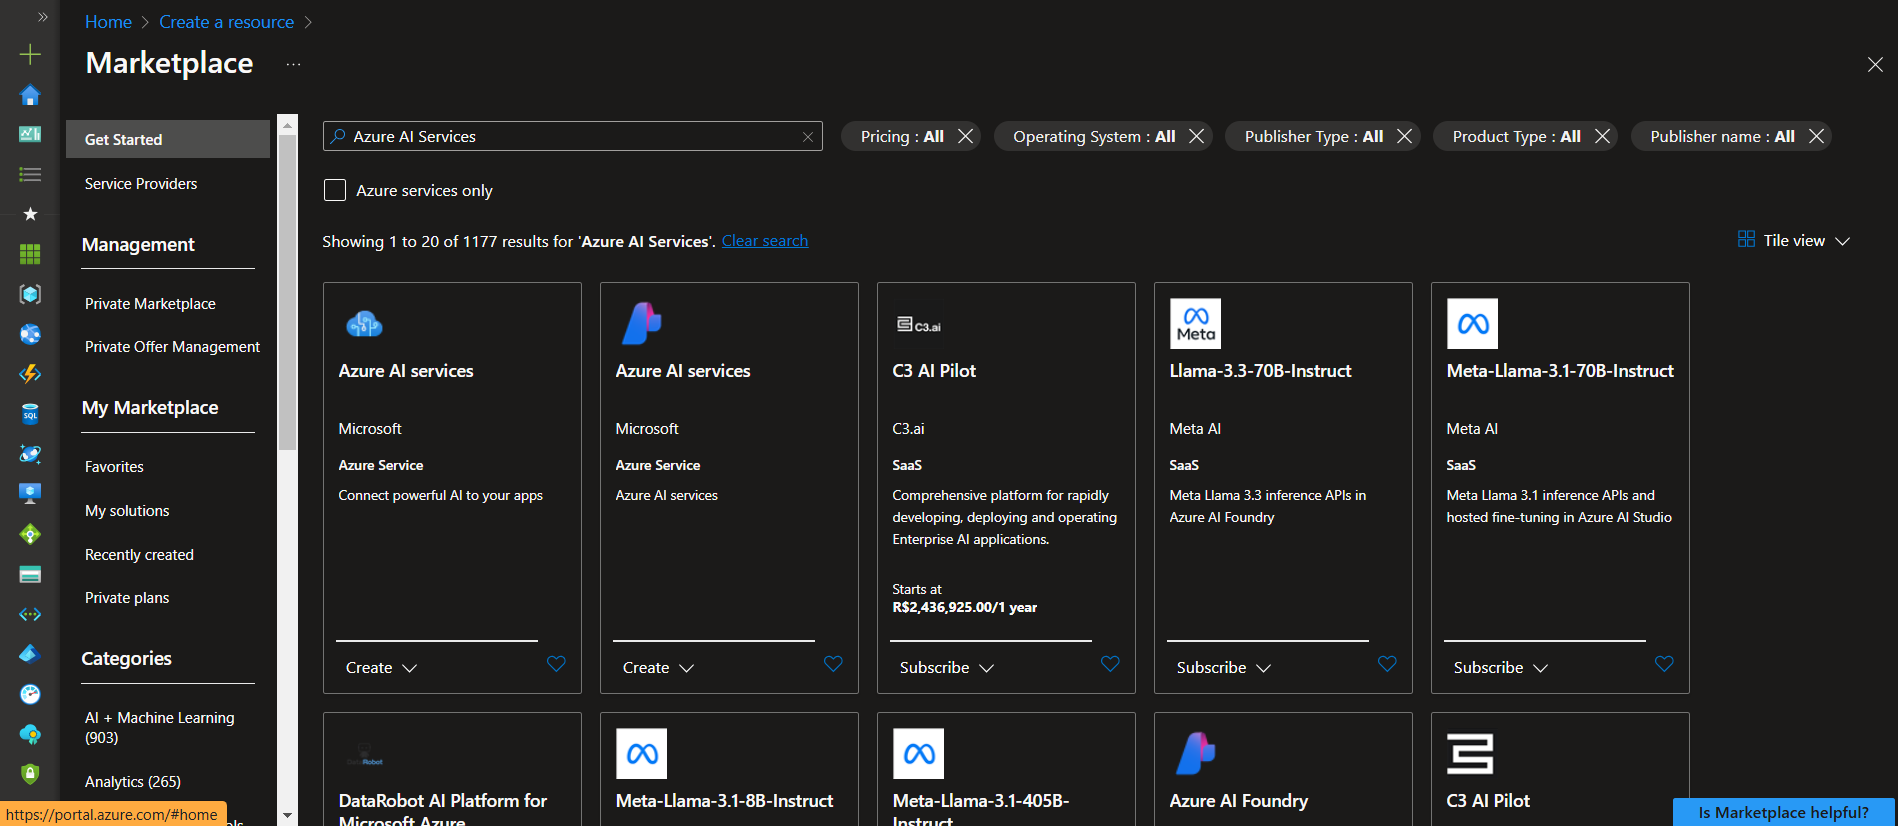 Home > Create a resource >
Marketplace ...
Get Started
Service Providers
Management
Private Marketplace
Private Offer Management
My Marketplace
Favorites
My solutions
Recently created
Private plans
Categories
AI + Machine Learning
(903)
Analytics (265)
https://portal.azure.com/#home
Azure AI Services
Pricing : All
Operating System : All
Publisher Type : All
Product Type : All
Publisher name : All
Azure services only
Showing 1 to 20 of 1177 results for 'Azure AI Services'. Clear search
Tile view
Azure AI services
Microsoft
Azure Service
Connect powerful AI to your apps
Create
Azure AI services
Microsoft
Azure Service
Azure AI services
Create
C3.ai
C3 AI Pilot
C3.ai
SaaS
Comprehensive platform for rapidly
developing, deploying and operating
Enterprise AI applications.
Starts at
R$2,436,925.00/1 year
Subscribe
Meta
Llama-3.3-70B-Instruct
Meta AI
SaaS
Meta Llama 3.3 inference APIs in
Azure AI Foundry
Subscribe
Meta-Llama-3.1-70B-Instruct
Meta AI
SaaS
Meta Llama 3.1 inference APIs and
hosted fine-tuning in Azure AI Studio
Subscribe
DataRobot
DataRobot AI Platform for
Microsoft Azure
Meta-Llama-3.1-8B-Instruct
Meta-Llama-3.1-405B-
Instruct
Azure AI Foundry
C3 AI Pilot
Is Marketplace helpful?
SQL